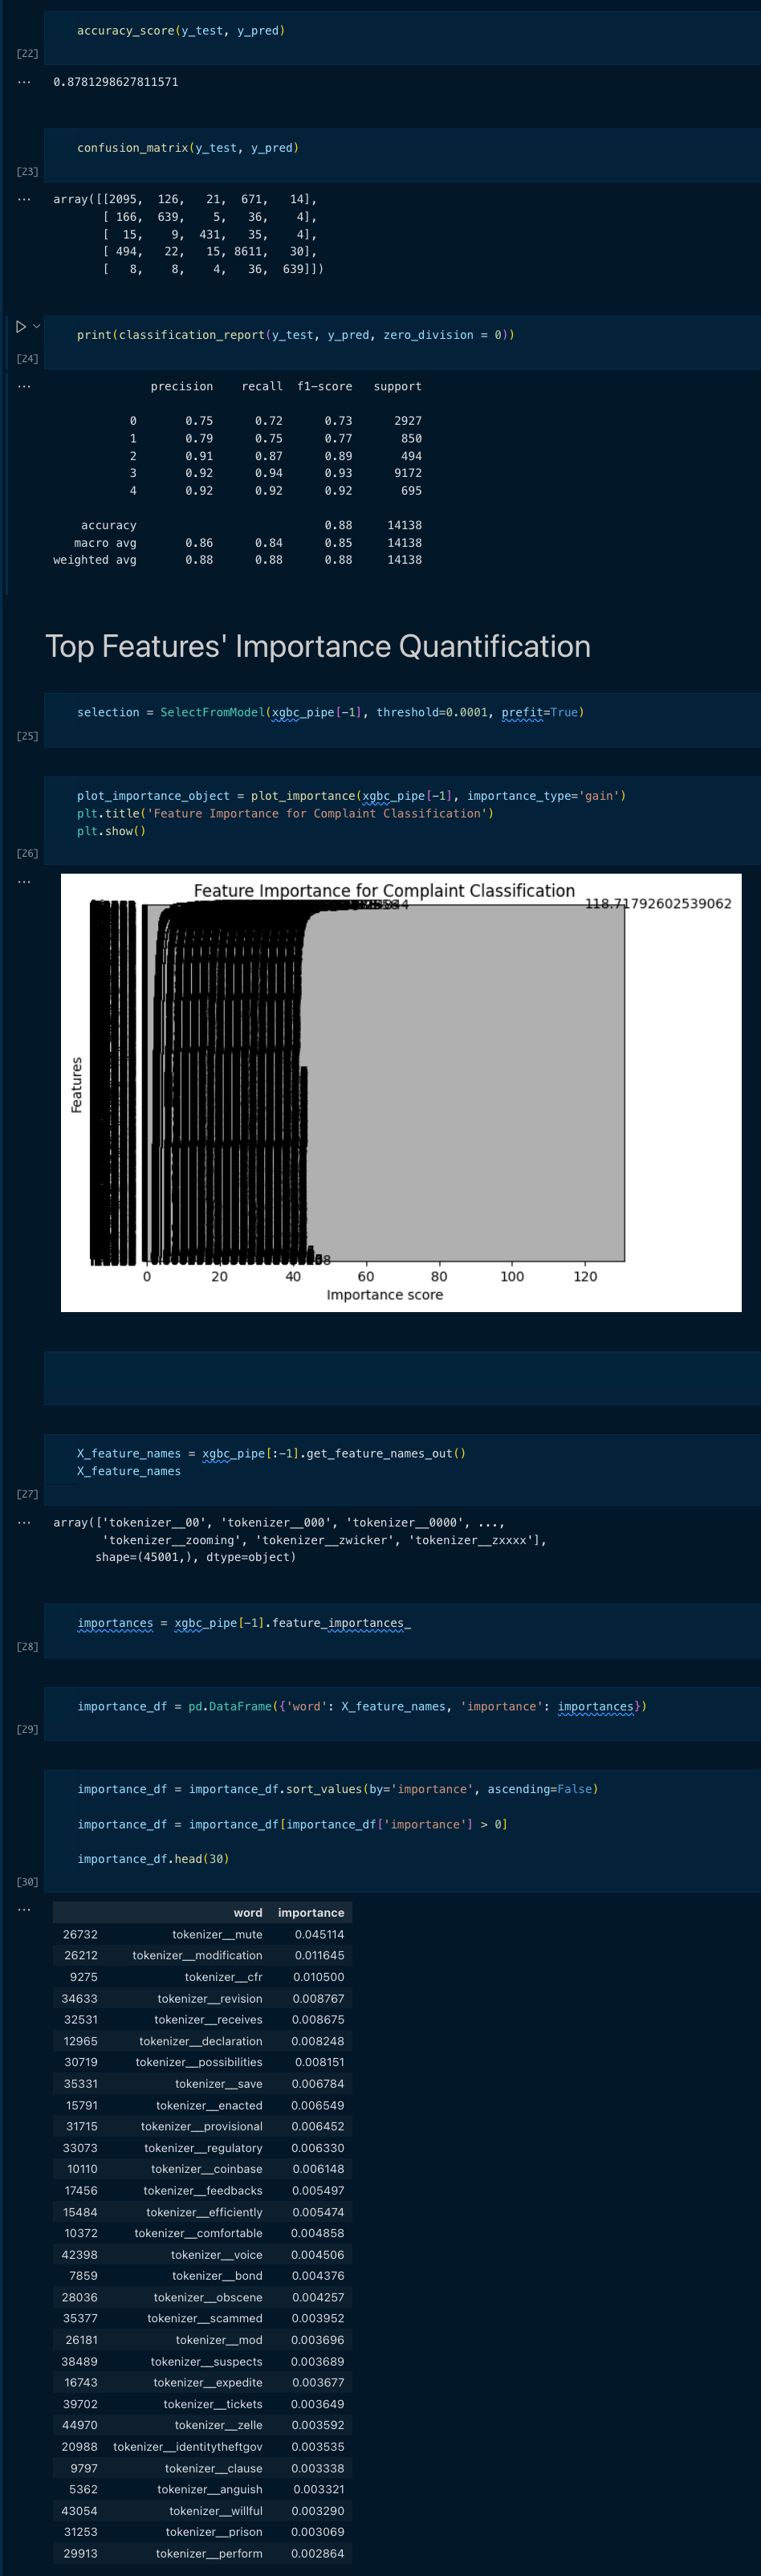 accuracy_score(y_test, y_pred)
[22]
... 0.8781298627811571
confusion_matrix(y_test, y_pred)
[23]
... array([[2095, 126, 21, 671, 14],
[ 166, 639, 5, 36, 4],
[ 15, 9, 431, 35, 4],
[ 494, 22, 15, 8611, 30],
[ 8, 8, 4, 36, 639]])
print(classification_report(y_test, y_pred, zero_division = 0))
[24]
... precision recall f1-score support
0 0.75 0.72 0.73 2927
1 0.79 0.75 0.77 850
2 0.91 0.87 0.89 494
3 0.92 0.94 0.93 9172
4 0.92 0.92 0.92 695
accuracy 0.88 14138
macro avg 0.86 0.84 0.85 14138
weighted avg 0.88 0.88 0.88 14138
Top Features' Importance Quantification
selection = SelectFromModel(xgbc_pipe[-1], threshold=0.0001, prefit=True)
[25]
plot_importance_object = plot_importance(xgbc_pipe[-1], importance_type='gain')
plt.title('Feature Importance for Complaint Classification')
plt.show()
[26]
...
Feature Importance for Complaint Classification
118.71792602539062
Features
0 20 40 60 80 100 120
Importance score
X_feature_names = xgbc_pipe[:-1].get_feature_names_out()
X_feature_names
[27]
... array(['tokenizer__00', 'tokenizer__000', 'tokenizer__0000', ...,
'tokenizer__zooming', 'tokenizer__zwicker', 'tokenizer__zxxxx'],
shape=(45001,), dtype=object)
importances = xgbc_pipe[-1].feature_importances_
[28]
importance_df = pd.DataFrame({'word': X_feature_names, 'importance': importances})
[29]
importance_df = importance_df.sort_values(by='importance', ascending=False)
importance_df = importance_df[importance_df['importance'] > 0]
importance_df.head(30)
[30]
... word importance
26732 tokenizer__mute 0.045114
26212 tokenizer__modification 0.011645
9275 tokenizer__cfr 0.010500
34633 tokenizer__revision 0.008767
32531 tokenizer__receives 0.008675
12965 tokenizer__declaration 0.008248
30719 tokenizer__possibilities 0.008151
35331 tokenizer__save 0.006784
15791 tokenizer__enacted 0.006549
31715 tokenizer__provisional 0.006452
33073 tokenizer__regulatory 0.006330
10110 tokenizer__coinbase 0.006148
17456 tokenizer__feedbacks 0.005497
15484 tokenizer__efficiently 0.005474
10372 tokenizer__comfortable 0.004858
42398 tokenizer__voice 0.004506
7859 tokenizer__bond 0.004376
28036 tokenizer__obscene 0.004257
35377 tokenizer__scammed 0.003952
26181 tokenizer__mod 0.003696
38489 tokenizer__suspects 0.003689
16743 tokenizer__expedite 0.003677
39702 tokenizer__tickets 0.003649
44970 tokenizer__zelle 0.003592
20988 tokenizer__identitytheftgov 0.003535
9797 tokenizer__clause 0.003338
5362 tokenizer__anguish 0.003321
43054 tokenizer__willful 0.003290
31253 tokenizer__prison 0.003069
29913 tokenizer__perform 0.002864